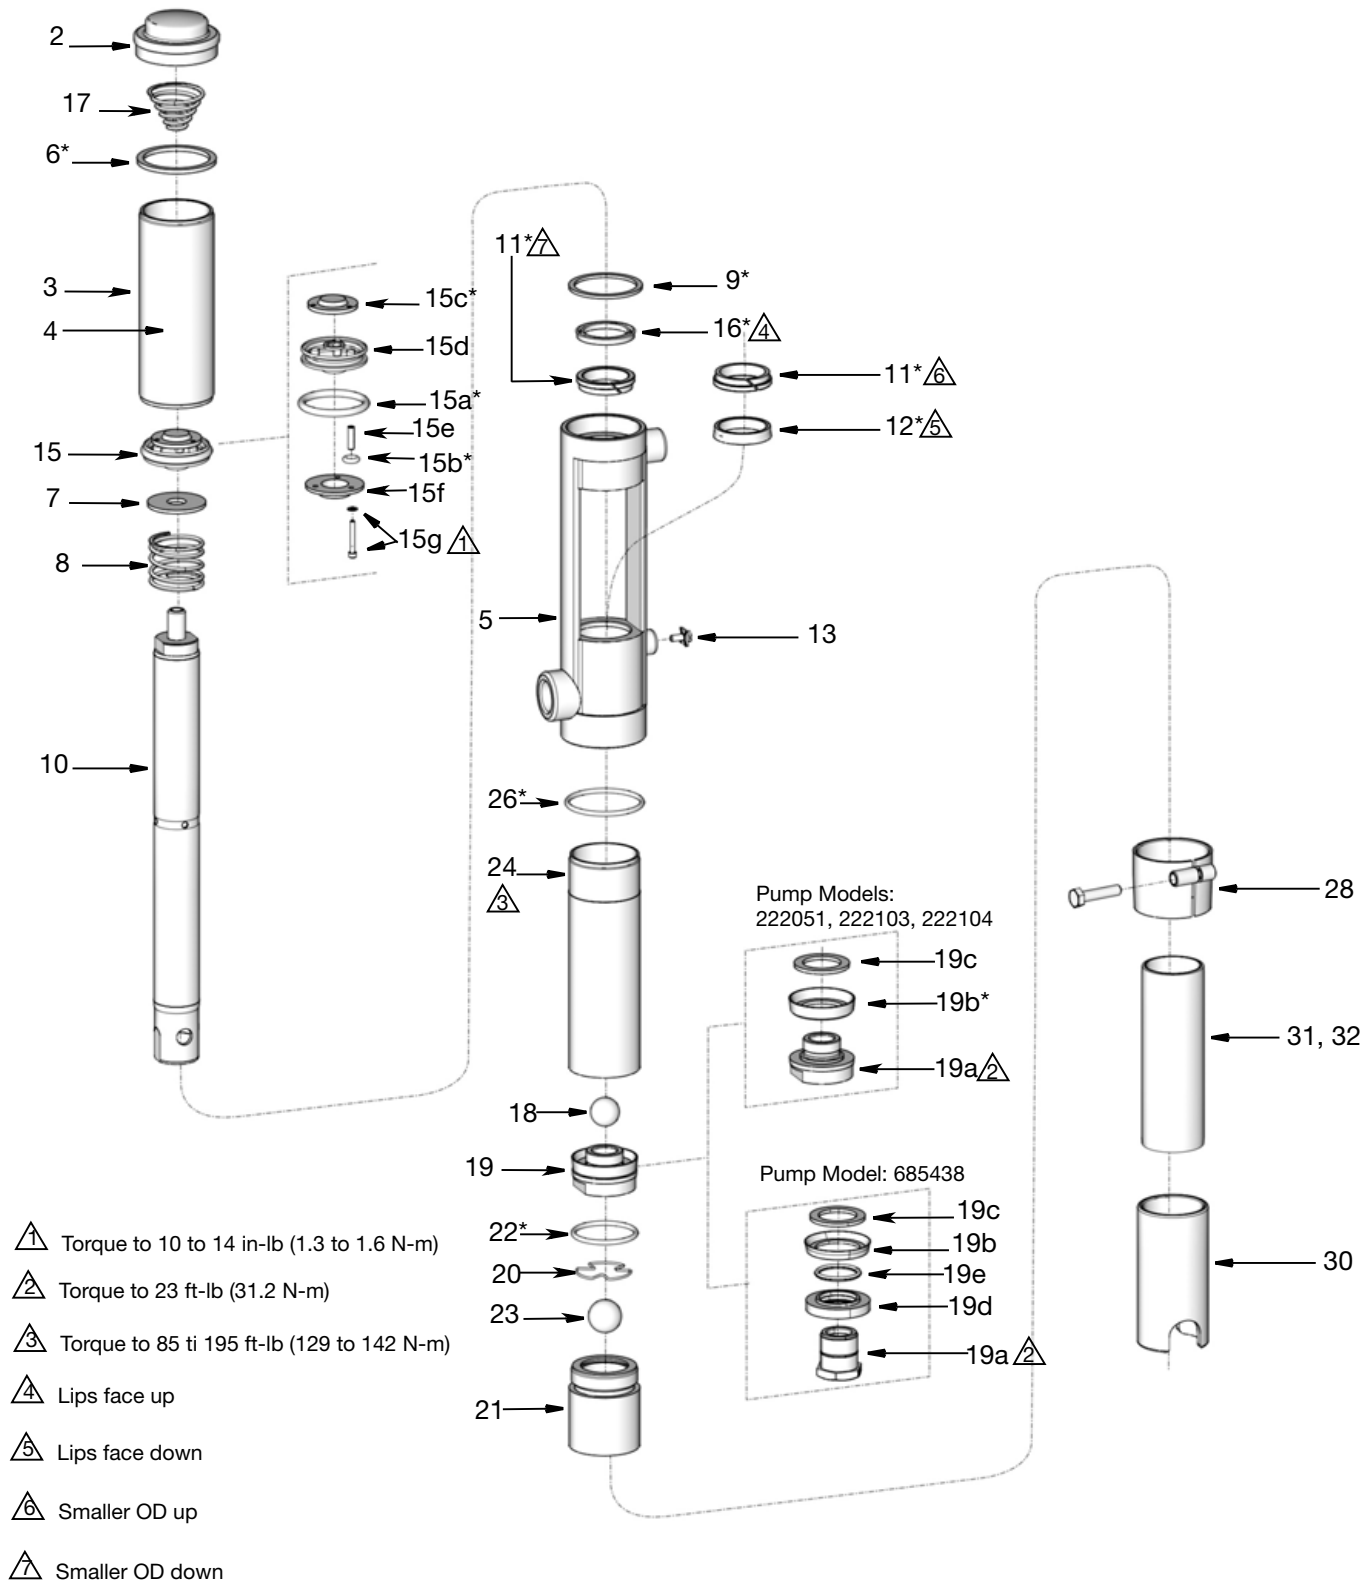 2
17
6*
3
4
15
7
8
10
15c*
15d
15a*
15e
15b*
15f
15g 1
11* 7
9*
16* 4
11* 6
12* 5
5
13
26*
24
3
18
19
22*
20
23
21
Pump Models:
222051, 222103, 222104
19c
19b*
19a 2
Pump Model: 685438
19c
19b
19e
19d
19a 2
28
31, 32
30
1 Torque to 10 to 14 in-lb (1.3 to 1.6 N-m)
2 Torque to 23 ft-lb (31.2 N-m)
3 Torque to 85 ti 195 ft-lb (129 to 142 N-m)
4 Lips face up
5 Lips face down
6 Smaller OD up
7 Smaller OD down